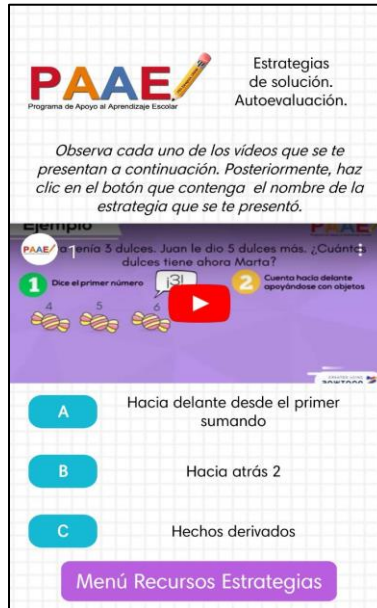 PAAE
Programa de Apoyo al Aprendizaje Escolar
Estrategias
de solución.
Autoevaluación.
Observa cada uno de los vídeos que se te
presentan a continuación. Posteriormente, haz
clic en el botón que contenga el nombre de la
estrategia que se te presentó.
Ejemplo
PAAE
PAAE
tenía 3 dulces. Juan le dio 5 dulces más. ¿Cuántos
dulces tiene ahora Marta?
1 Dice el primer número
¡3!
2 Cuenta hacia delante
apoyándose con objetos
4 5 6
A Hacia delante desde el primer
sumando
B Hacia atrás 2
C Hechos derivados
Menú Recursos Estrategias